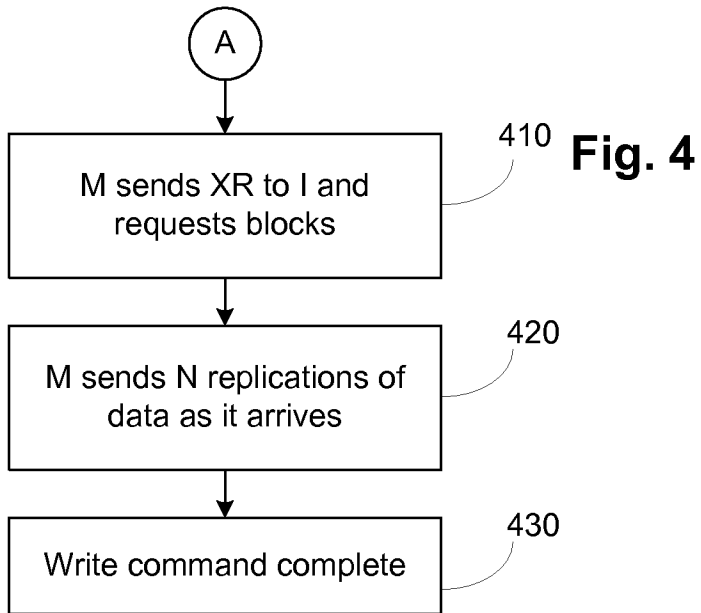 A
410
Fig. 4
M sends XR to I and
requests blocks
420
M sends N replications of
data as it arrives
430
Write command complete